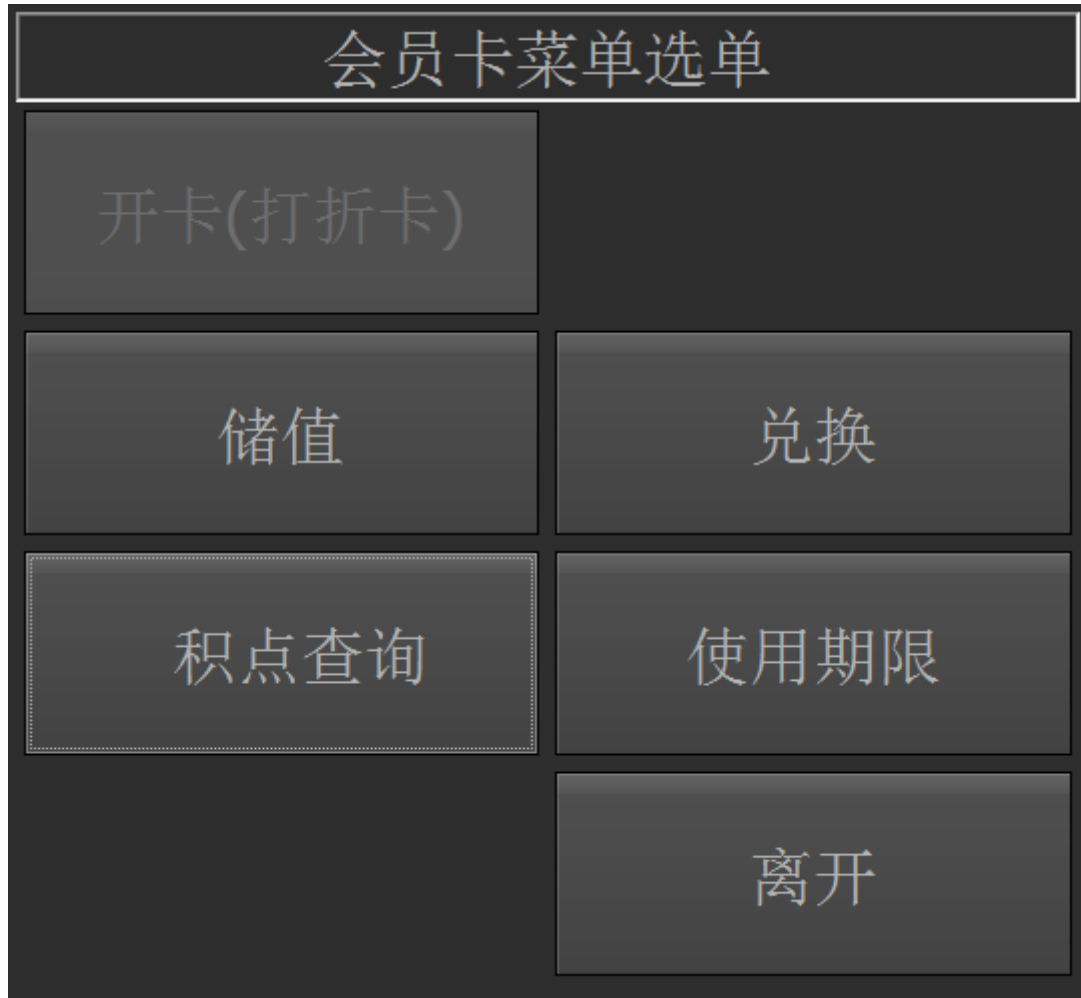 会员卡菜单选单
开卡(打折卡)
储值
兑换
积点查询
使用期限
离开